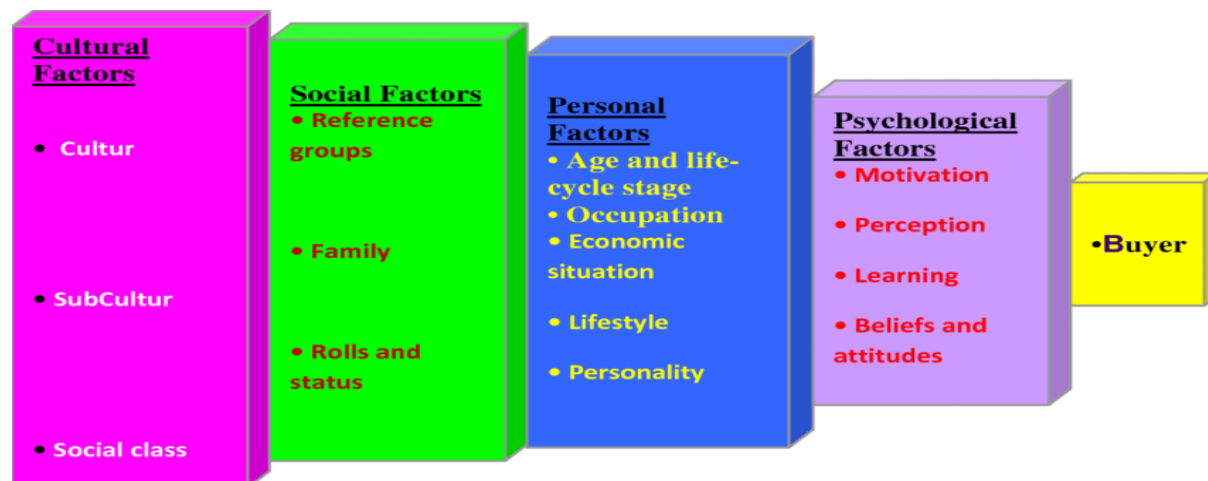 Cultural
Factors
• Cultur
• SubCultur
• Social class
Social Factors
• Reference
groups
• Family
• Rolls and
status
Personal
Factors
• Age and life-
cycle stage
• Occupation
• Economic
situation
• Lifestyle
• Personality
Psychological
Factors
• Motivation
• Perception
• Learning
• Beliefs and
attitudes
•Buyer